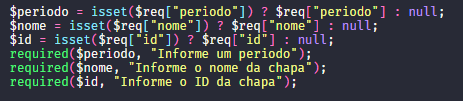 $periodo = isset($req["periodo"]) ? $req["periodo"] : null;
$nome = isset($req["nome"]) ? $req["nome"] : null;
$id = isset($req["id"]) ? $req["id"] : null;
required($periodo, "Informe um periodo");
required($nome, "Informe o nome da chapa");
required($id, "Informe o ID da chapa");